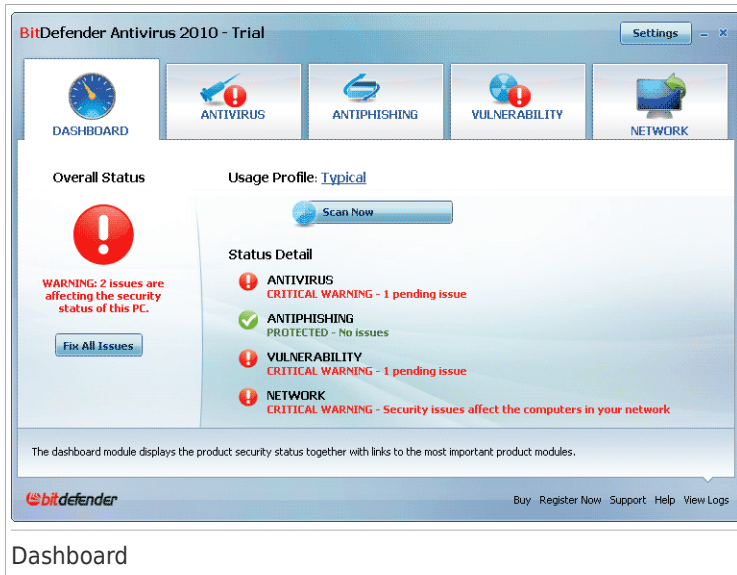 BitDefender Antivirus 2010 - Trial
Settings
DASHBOARD
ANTIVIRUS
ANTIPHISHING
VULNERABILITY
NETWORK
Overall Status
WARNING: 2 issues are
affecting the security
status of this PC.
Fix All Issues
Usage Profile: Typical
Scan Now
Status Detail
ANTIVIRUS
CRITICAL WARNING - 1 pending issue
ANTIPHISHING
PROTECTED - No issues
VULNERABILITY
CRITICAL WARNING - 1 pending issue
NETWORK
CRITICAL WARNING - Security issues affect the computers in your network
The dashboard module displays the product security status together with links to the most important product modules.
bitdefender
Buy Register Now Support Help View Logs
Dashboard